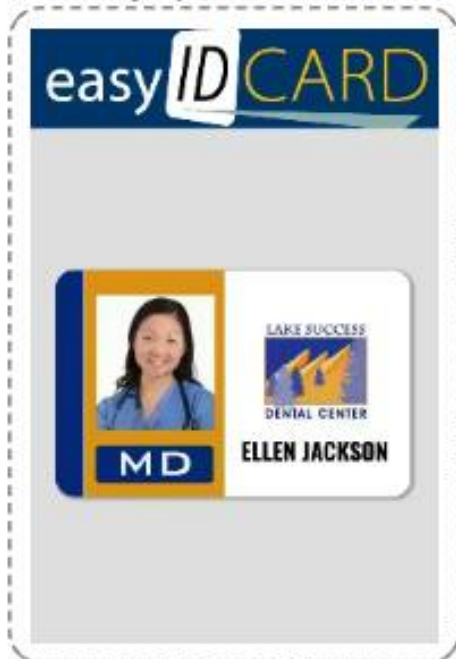 easy ID CARD
LAKE SUCCESS
DENTAL CENTER
ELLEN JACKSON
MD